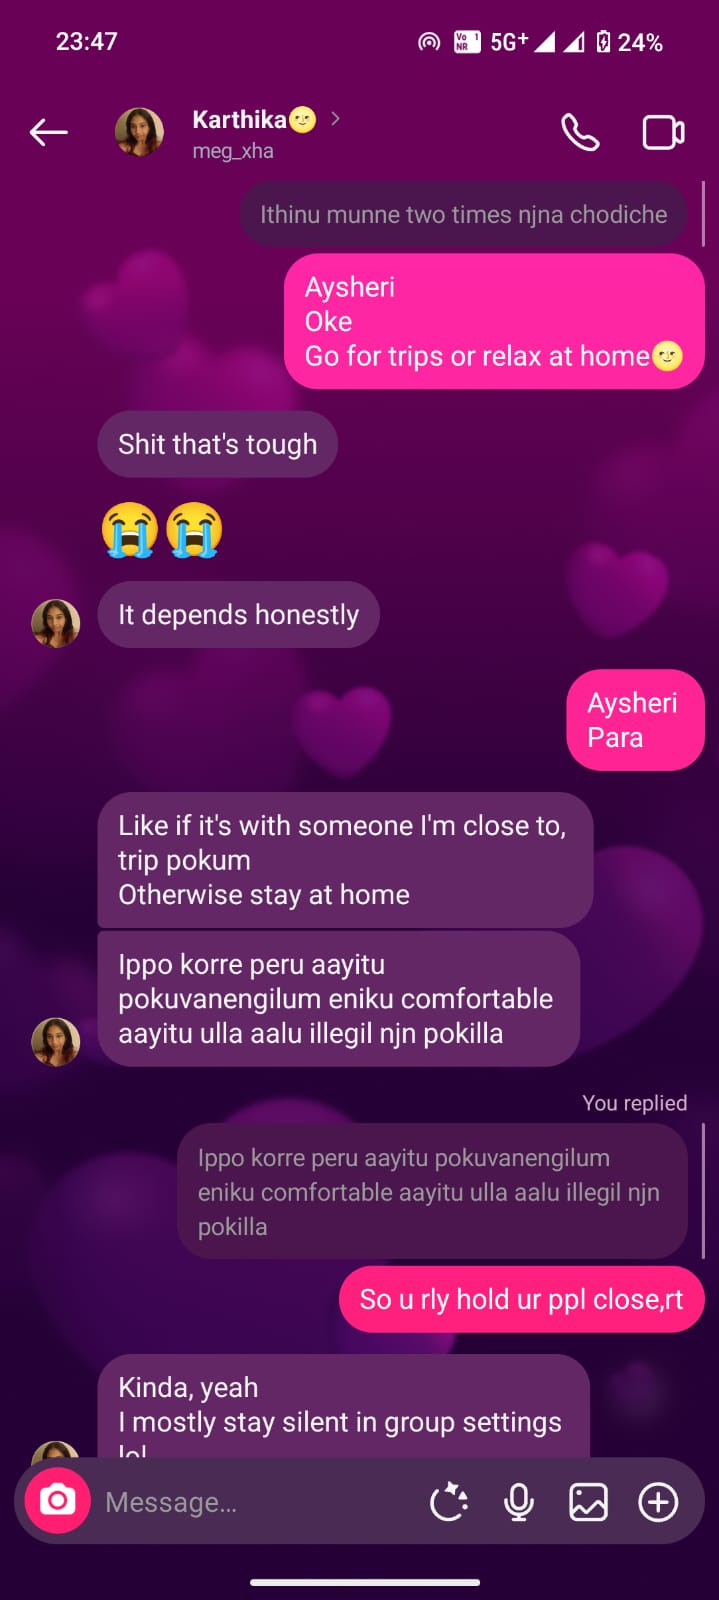 23:47
Vo 1
NR
5G+
24%
Karthika🌝
meg_xha
Ithinu munne two times njna chodiche
Aysheri
Oke
Go for trips or relax at home🌝
Shit that's tough
😭😭
It depends honestly
Aysheri
Para
Like if it's with someone I'm close to,
trip pokum
Otherwise stay at home
Ippo korre peru aayitu
pokuvanengilum eniku comfortable
aayitu ulla aalu illegil njn pokilla
You replied
Ippo korre peru aayitu pokuvanengilum
eniku comfortable aayitu ulla aalu illegil njn
pokilla
So u rly hold ur ppl close,rt
Kinda, yeah
I mostly stay silent in group settings
lol
Message...